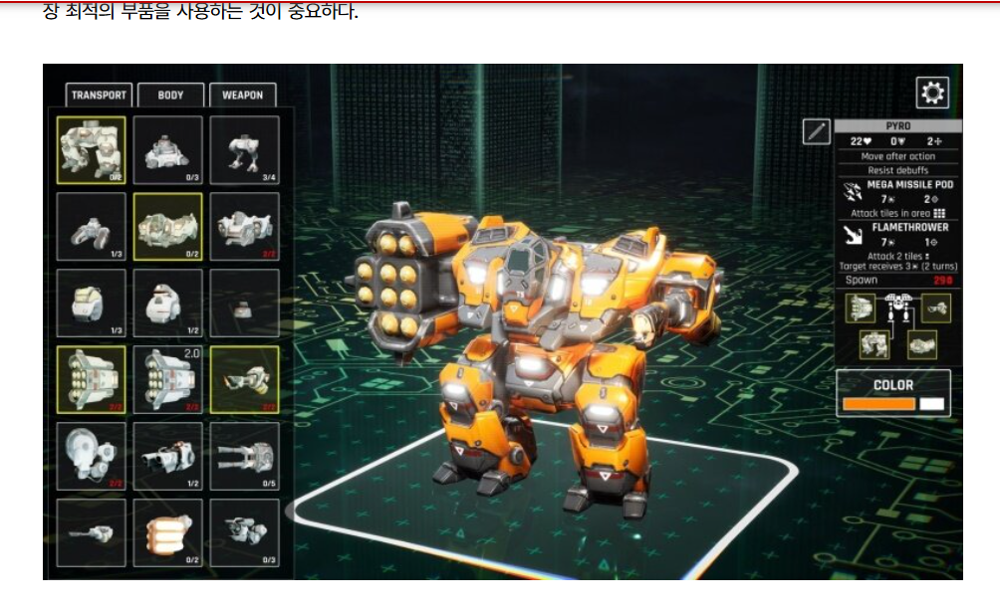 장 최적의 부품을 사용하는 것이 중요하다.
TRANSPORT BODY WEAPON
0/2 0/3 3/4
1/3 0/2 2/2
1/3 1/2
2/2 2.0 2/2 2/2
2/2 1/2 0/5
0/2 0/3
PYRO
22 0 2
Move after action
Resist debuffs
MEGA MISSILE POD
7 2
Attack tiles in area
FLAMETHROWER
7 1
Attack 2 tiles
Target receives 3 (2 turns)
Spawn 290
COLOR